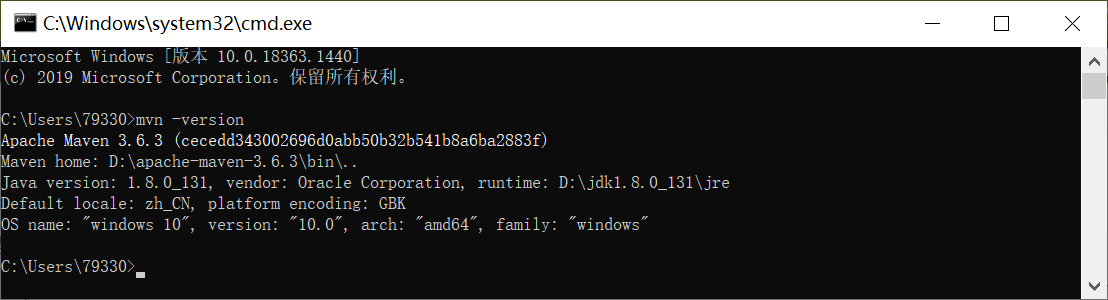 C:\Windows\system32\cmd.exe
Microsoft Windows [版本 10.0.18363.1440]
(c) 2019 Microsoft Corporation。保留所有权利。
C:\Users\79330>mvn -version
Apache Maven 3.6.3 (cecedd343002696d0abb50b32b541b8a6ba2883f)
Maven home: D:\apache-maven-3.6.3\bin\..
Java version: 1.8.0_131, vendor: Oracle Corporation, runtime: D:\jdk1.8.0_131\jre
Default locale: zh_CN, platform encoding: GBK
OS name: "windows 10", version: "10.0", arch: "amd64", family: "windows"
C:\Users\79330>